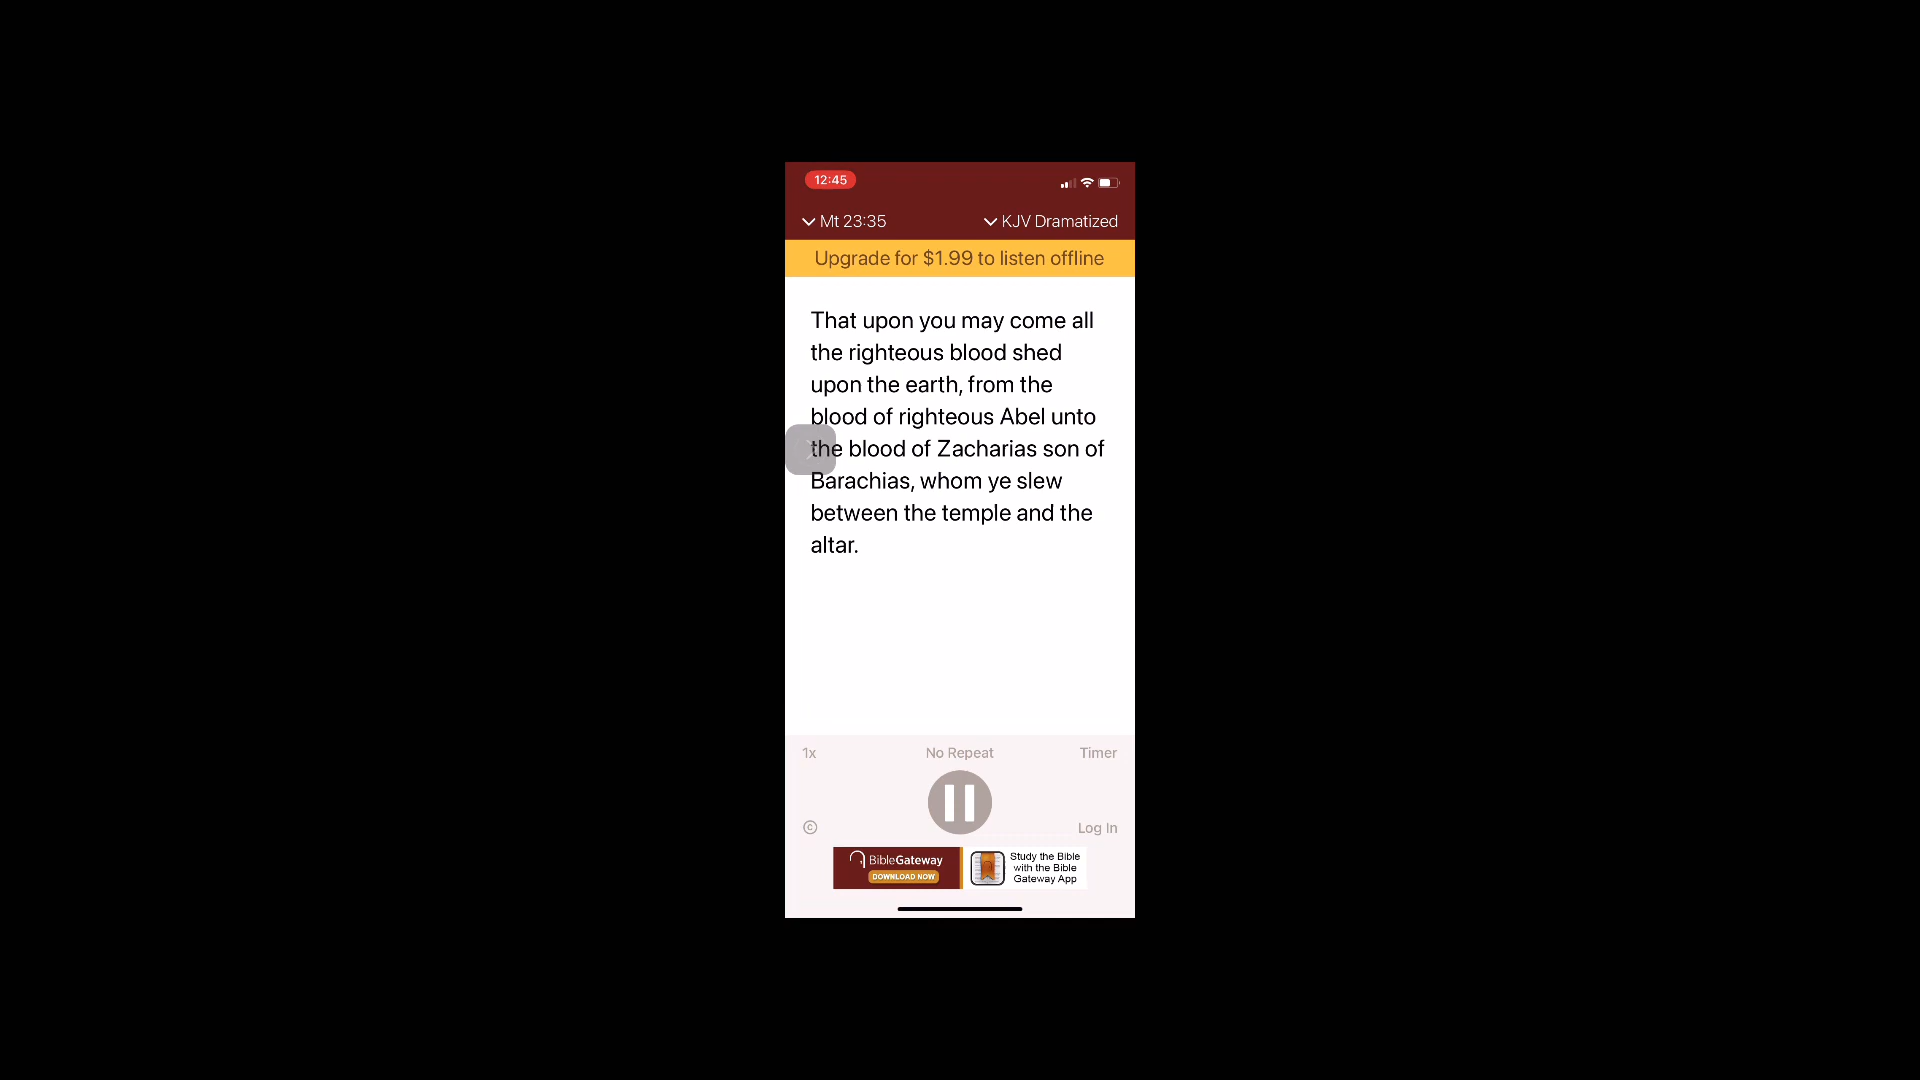 12:45
Mt 23:35
KJV Dramatized
Upgrade for $1.99 to listen offline
That upon you may come all
the righteous blood shed
upon the earth, from the
blood of righteous Abel unto
the blood of Zacharias son of
Barachias, whom ye slew
between the temple and the
altar.
1x
No Repeat
Timer
©
Log In
BibleGateway
DOWNLOAD NOW
Study the Bible
with the Bible
Gateway App